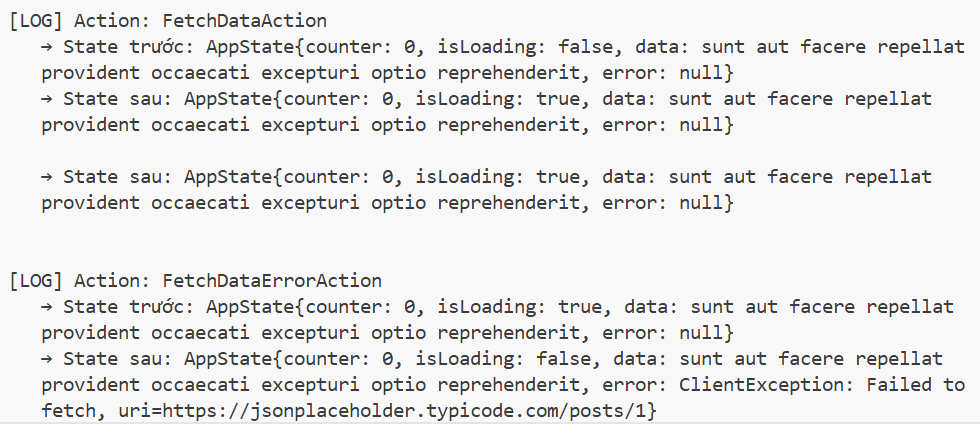 [LOG] Action: FetchDataAction
→ State trước: AppState{counter: 0, isLoading: false, data: sunt aut facere repellat
provident occaecati excepturi optio reprehenderit, error: null}
→ State sau: AppState{counter: 0, isLoading: true, data: sunt aut facere repellat
provident occaecati excepturi optio reprehenderit, error: null}
→ State sau: AppState{counter: 0, isLoading: true, data: sunt aut facere repellat
provident occaecati excepturi optio reprehenderit, error: null}
[LOG] Action: FetchDataErrorAction
→ State trước: AppState{counter: 0, isLoading: true, data: sunt aut facere repellat
provident occaecati excepturi optio reprehenderit, error: null}
→ State sau: AppState{counter: 0, isLoading: false, data: sunt aut facere repellat
provident occaecati excepturi optio reprehenderit, error: ClientException: Failed to
fetch, uri=https://jsonplaceholder.typicode.com/posts/1}